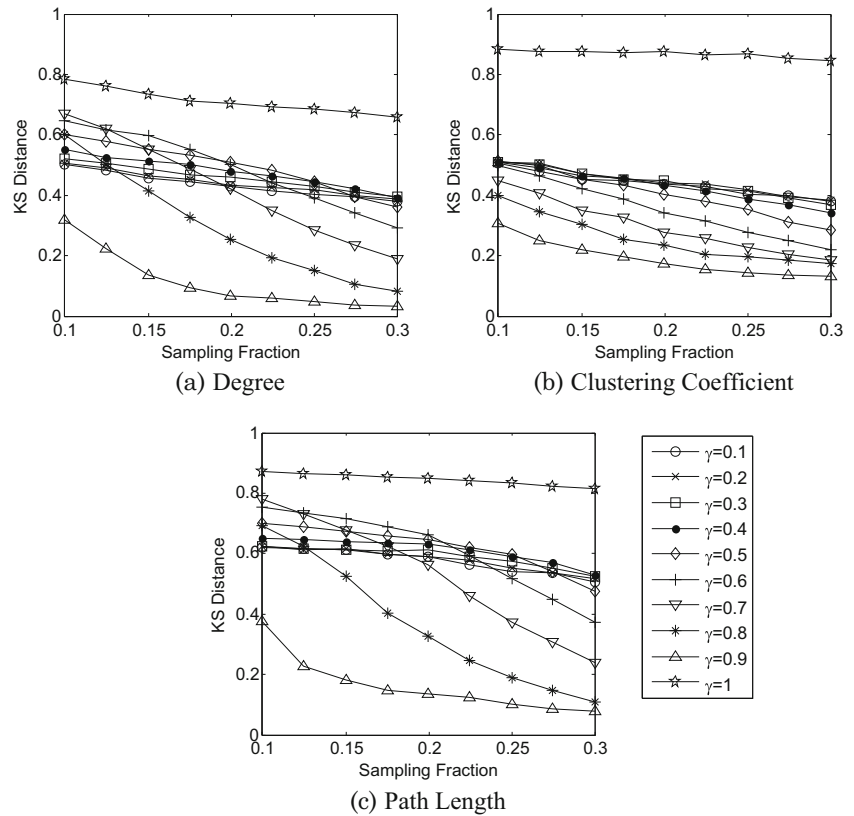 1
0.8
0.6
0.4
0.2
0
KS Distance
0.1 0.15 0.2 0.25 0.3
Sampling Fraction
(a) Degree
1
0.8
0.6
0.4
0.2
0
KS Distance
0.1 0.15 0.2 0.25 0.3
Sampling Fraction
(b) Clustering Coefficient
1
0.8
0.6
0.4
0.2
0
KS Distance
0.1 0.15 0.2 0.25 0.3
Sampling Fraction
(c) Path Length
γ=0.1
γ=0.2
γ=0.3
γ=0.4
γ=0.5
γ=0.6
γ=0.7
γ=0.8
γ=0.9
γ=1